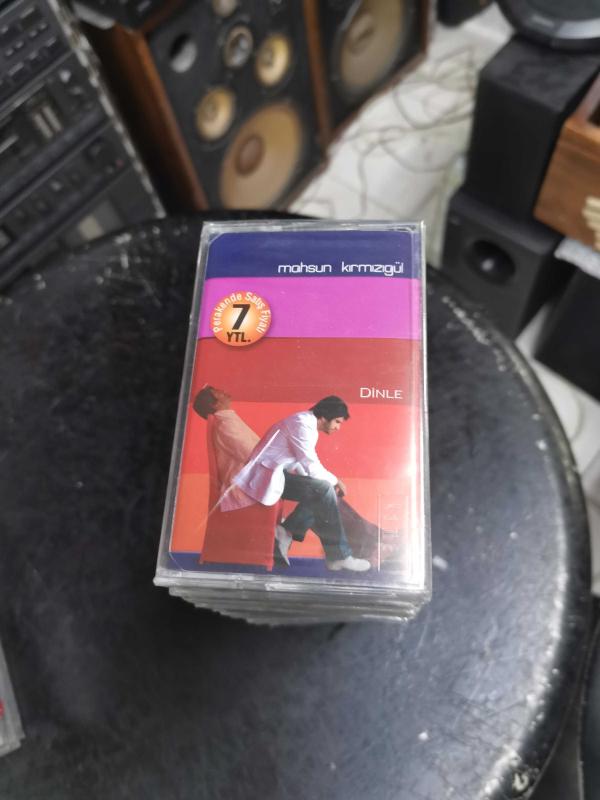 mahsun kırmızıgül
Perakende Satış Fiyatı
7
YTL.
DİNLE